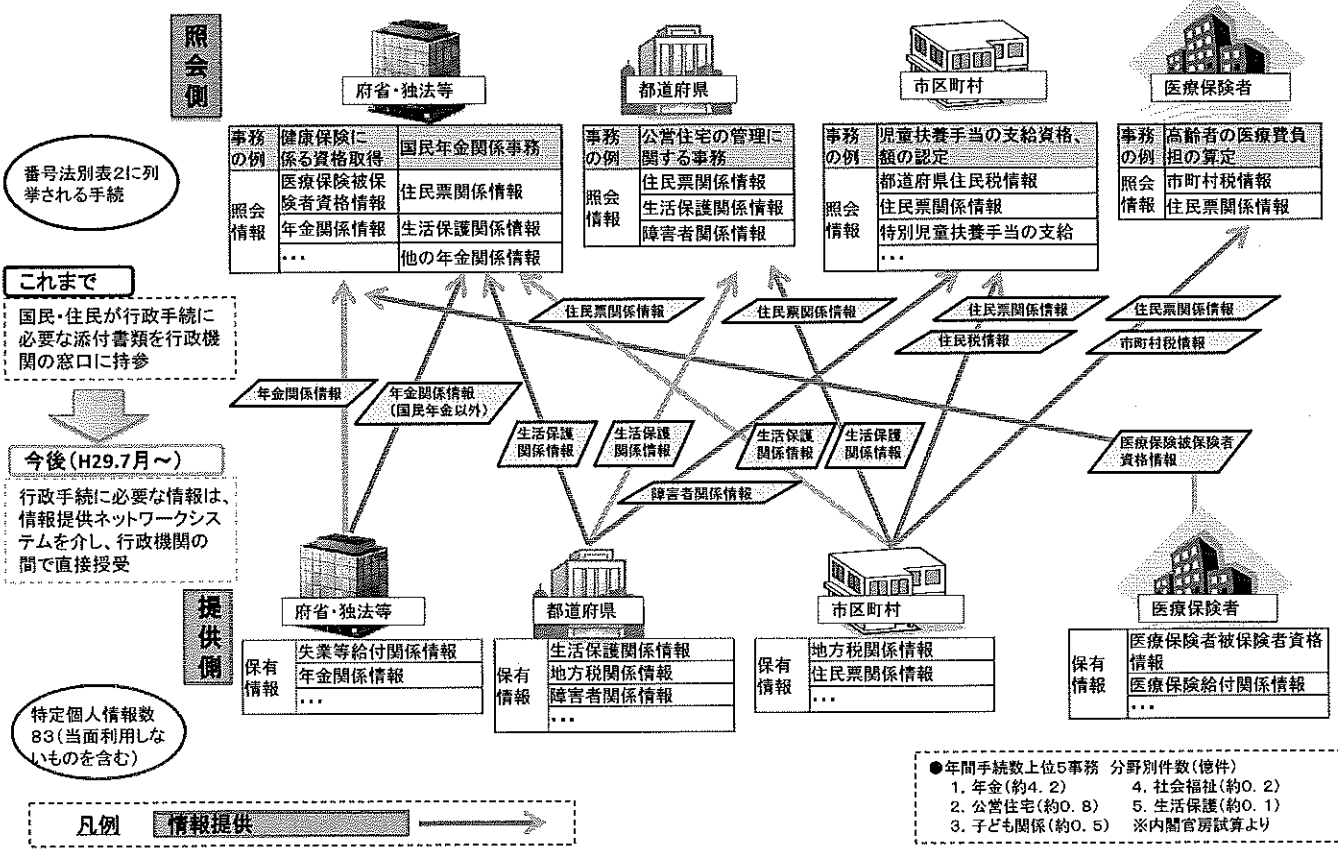 照会側
府省・独法等
都道府県
市区町村
医療保険者
番号法別表2に列
挙される手続
事務
の例
健康保険に
係る資格取得
国民年金関係事務
照会
情報
医療保険被保
険者資格情報
住民票関係情報
年金関係情報
生活保護関係情報
…
他の年金関係情報
事務
の例
公営住宅の管理に
関する事務
照会
情報
住民票関係情報
生活保護関係情報
障害者関係情報
事務
の例
児童扶養手当の支給資格、
額の認定
照会
情報
都道府県住民税情報
住民票関係情報
特別児童扶養手当の支給
…
事務
の例
高齢者の医療費負
担の算定
照会
情報
市町村税情報
住民票関係情報
これまで
国民・住民が行政手続に
必要な添付書類を行政機
関の窓口に持参
今後(H29.7月～)
行政手続に必要な情報は、
情報提供ネットワークシス
テムを介し、行政機関の
間で直接授受
住民票関係情報
住民票関係情報
住民票関係情報
住民税情報
住民票関係情報
市町村税情報
年金関係情報
年金関係情報
(国民年金以外)
生活保護
関係情報
生活保護
関係情報
生活保護
関係情報
生活保護
関係情報
障害者関係情報
医療保険被保険者
資格情報
提供側
府省・独法等
都道府県
市区町村
医療保険者
保有
情報
失業等給付関係情報
年金関係情報
…
保有
情報
生活保護関係情報
地方税関係情報
障害者関係情報
…
保有
情報
地方税関係情報
住民票関係情報
…
保有
情報
医療保険者被保険者資格
情報
医療保険給付関係情報
…
特定個人情報数
83(当面利用しな
いものを含む)
凡例 情報提供
●年間手続数上位5事務 分野別件数(億件)
1. 年金(約4.2) 4. 社会福祉(約0.2)
2. 公営住宅(約0.8) 5. 生活保護(約0.1)
3. 子ども関係(約0.5) ※内閣官房試算より